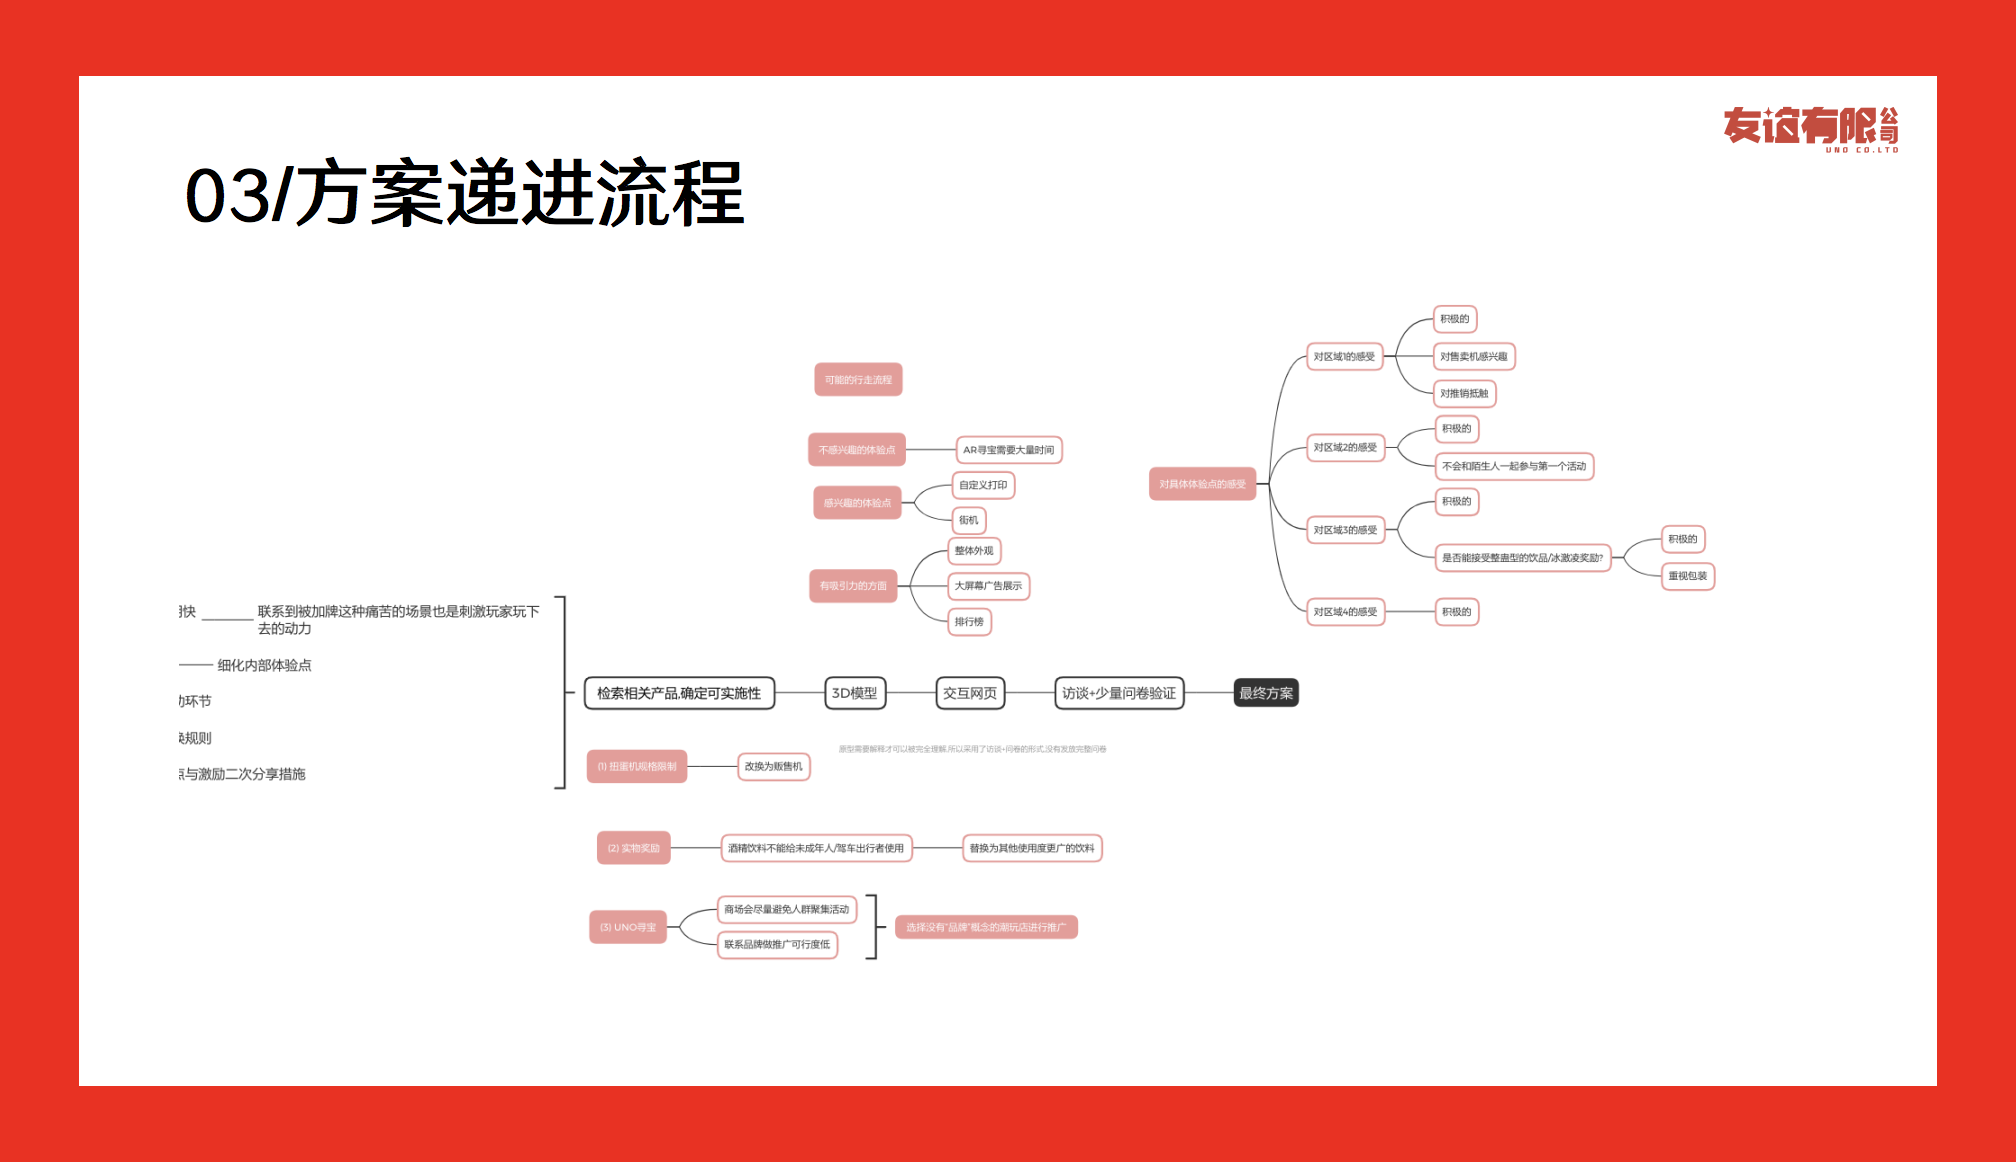 友谊有限公司
UNO CO.LTD
03/方案递进流程
可能的行走流程
不感兴趣的体验点
AR寻宝需要大量时间
感兴趣的体验点
自定义打印
街机
有吸引力的方面
整体外观
大屏幕广告展示
排行榜
对具体体验点的感受
对区域1的感受
积极的
对售卖机感兴趣
对推销抵触
对区域2的感受
积极的
不会和陌生人一起参与第一个活动
对区域3的感受
积极的
是否能接受整蛊型的饮品/冰激凌奖励?
积极的
重视包装
对区域4的感受
积极的
快
联系到被加牌这种痛苦的场景也是刺激玩家玩下
去的动力
细化内部体验点
环节
规则
与激励二次分享措施
检索相关产品,确定可实施性
3D模型
交互网页
访谈+少量问卷验证
最终方案
原型需要解释才可以被完全理解,所以采用了访谈+问卷的形式,没有发放完整问卷
(1) 扭蛋机规格限制
改换为贩售机
(2) 实物奖励
酒精饮料不能给未成年人/驾车出行者使用
替换为其他使用度更广的饮料
(3) UNO寻宝
商场会尽量避免人群聚集活动
联系品牌做推广可行度低
选择没有“品牌”概念的潮玩店进行推广